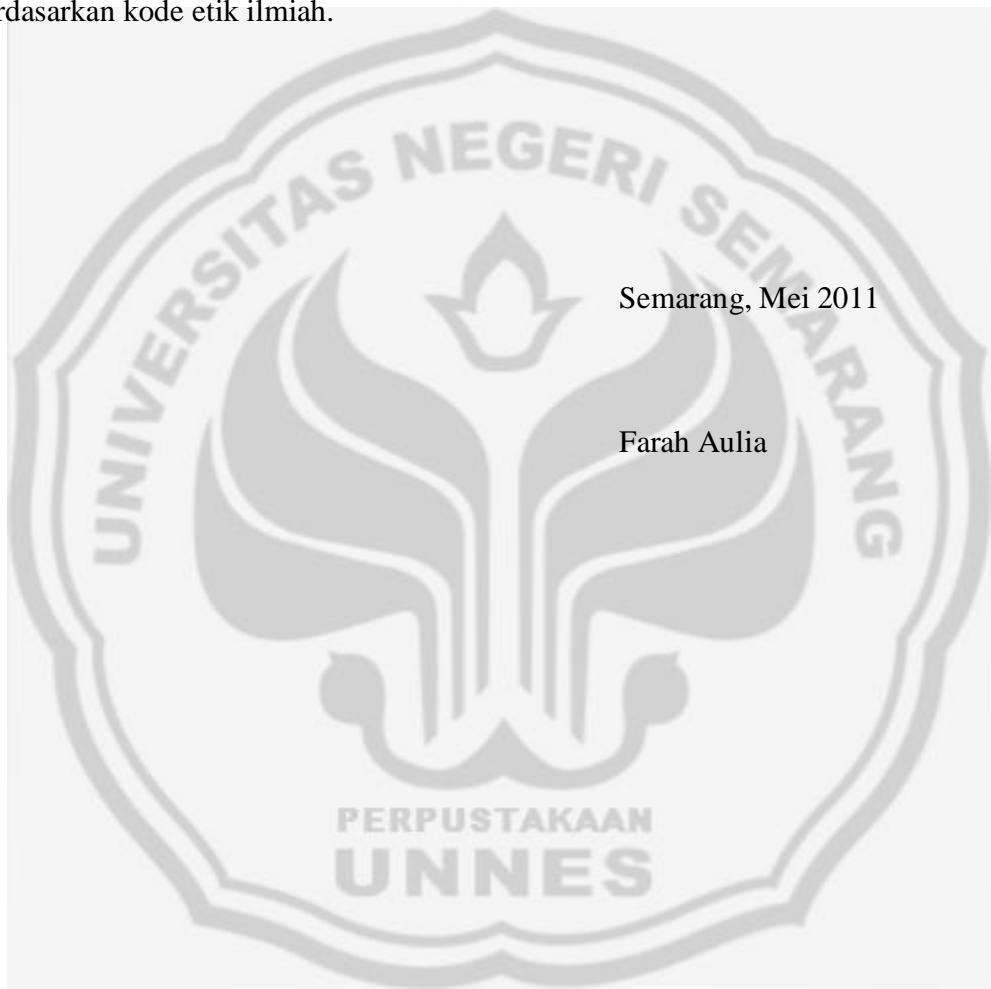 rdasarkan kode etik ilmiah.
UNIVERSITAS NEGERI SEMARANG
Semarang, Mei 2011
Farah Aulia
PERPUSTAKAAN
UNNES